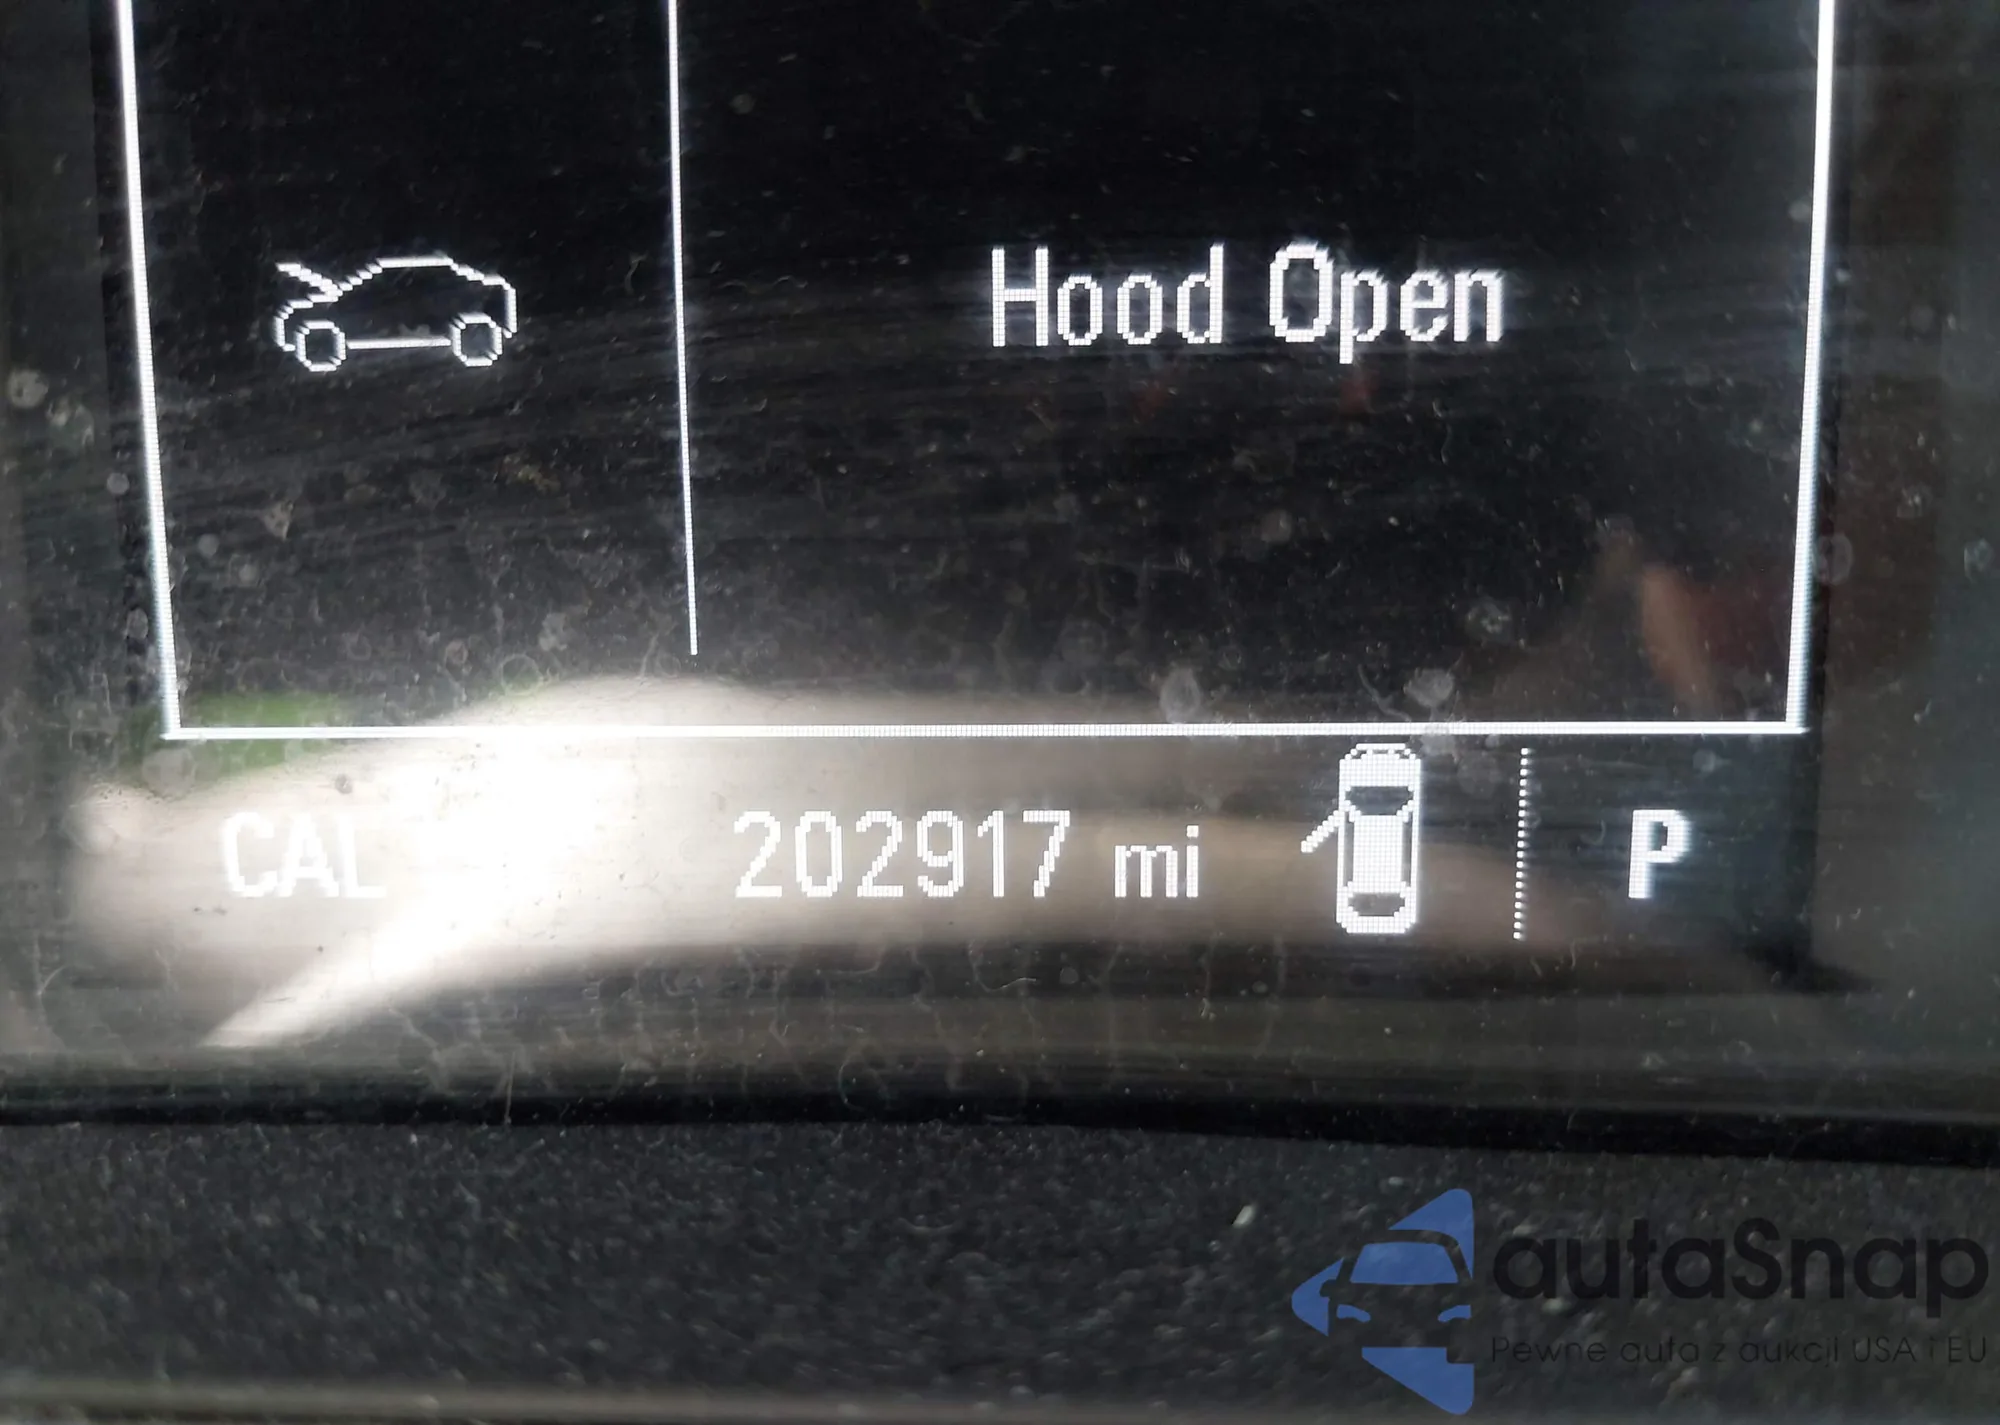 Hood Open
CAL
202917 mi
P
autaSnap
Pewne auta z aukcji USA i EU